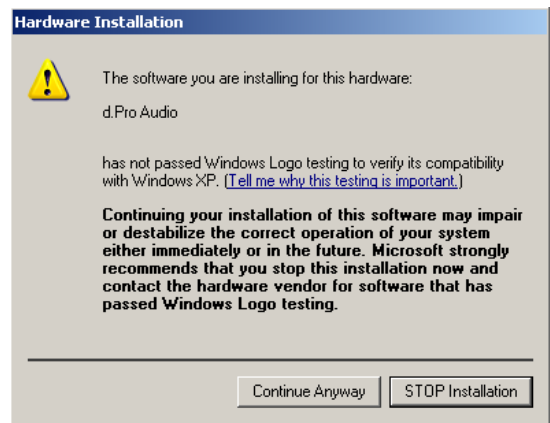 Hardware Installation
The software you are installing for this hardware:
d.Pro Audio
has not passed Windows Logo testing to verify its compatibility
with Windows XP. (Tell me why this testing is important.)
Continuing your installation of this software may impair
or destabilize the correct operation of your system
either immediately or in the future. Microsoft strongly
recommends that you stop this installation now and
contact the hardware vendor for software that has
passed Windows Logo testing.
Continue Anyway
STOP Installation